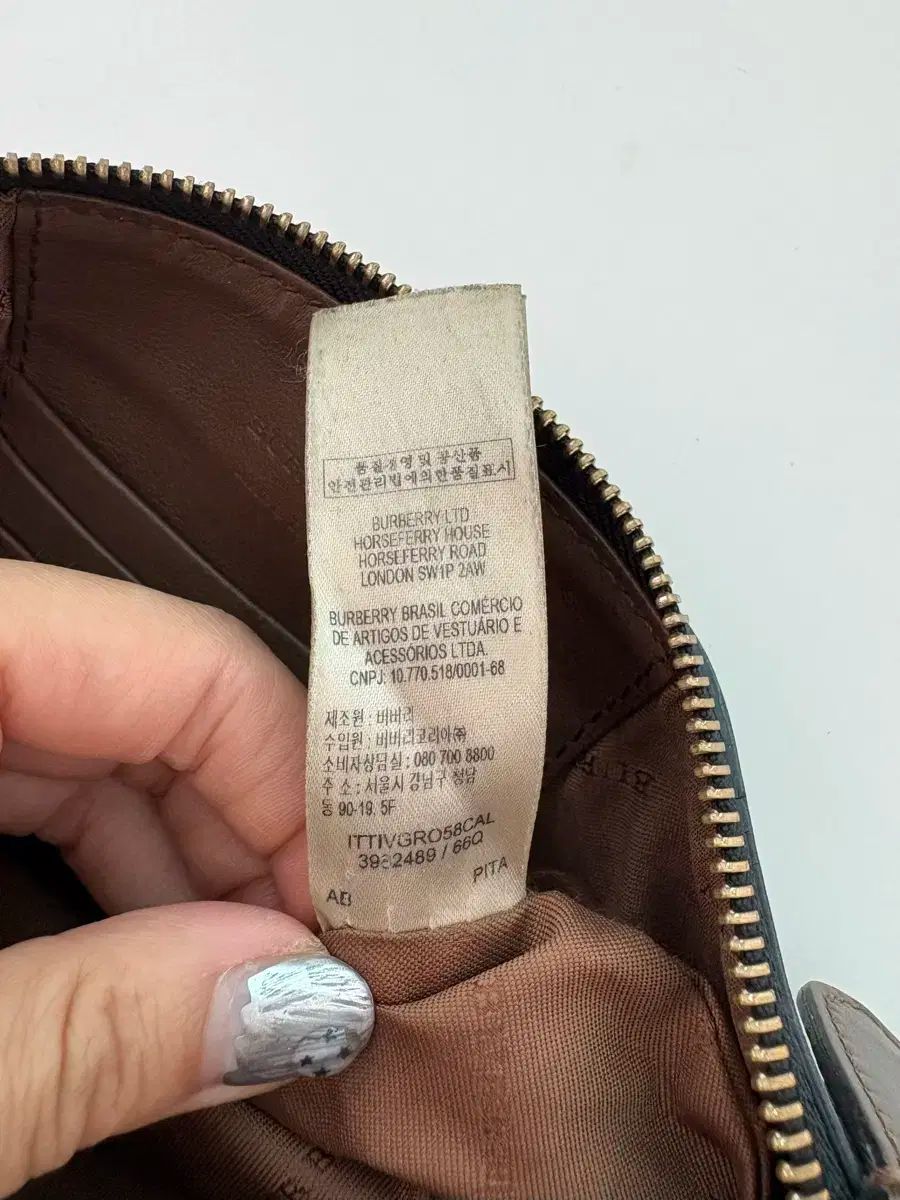 품질경영 및 공산품
안전관리법에의한품질표시
BURBERRY LTD
HORSEFERRY HOUSE
HORSEFERRY ROAD
LONDON SW1P 2AW
BURBERRY BRASIL COMÉRCIO
DE ARTIGOS DE VESTUÁRIO E
ACESSÓRIOS LTDA.
CNPJ: 10.770.518/0001-68
제조원 : 버버리
수입원 : 버버리코리아㈜
소비자상담실 : 080 700 8800
주 소 : 서울시 강남구 청담
동 90-19, 5F
ITTIVGRO58CAL
3932489 / 66Q
AB PITA